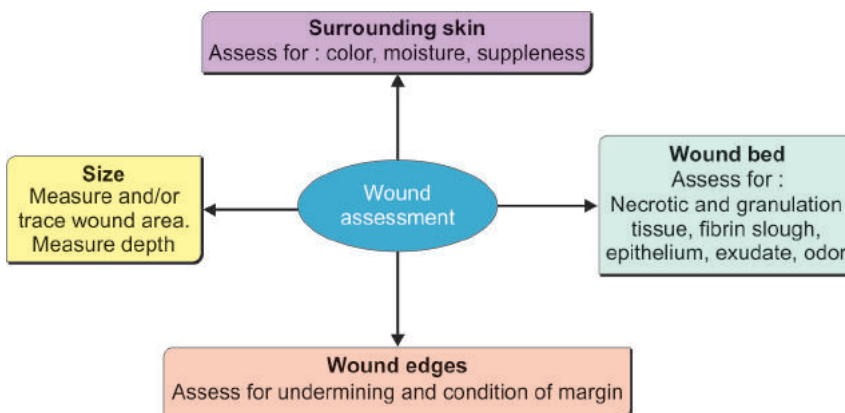 Surrounding skin
Assess for : color, moisture, suppleness
Size
Measure and/or
trace wound area.
Measure depth
Wound
assessment
Wound bed
Assess for :
Necrotic and granulation
tissue, fibrin slough,
epithelium, exudate, odor
Wound edges
Assess for undermining and condition of margin